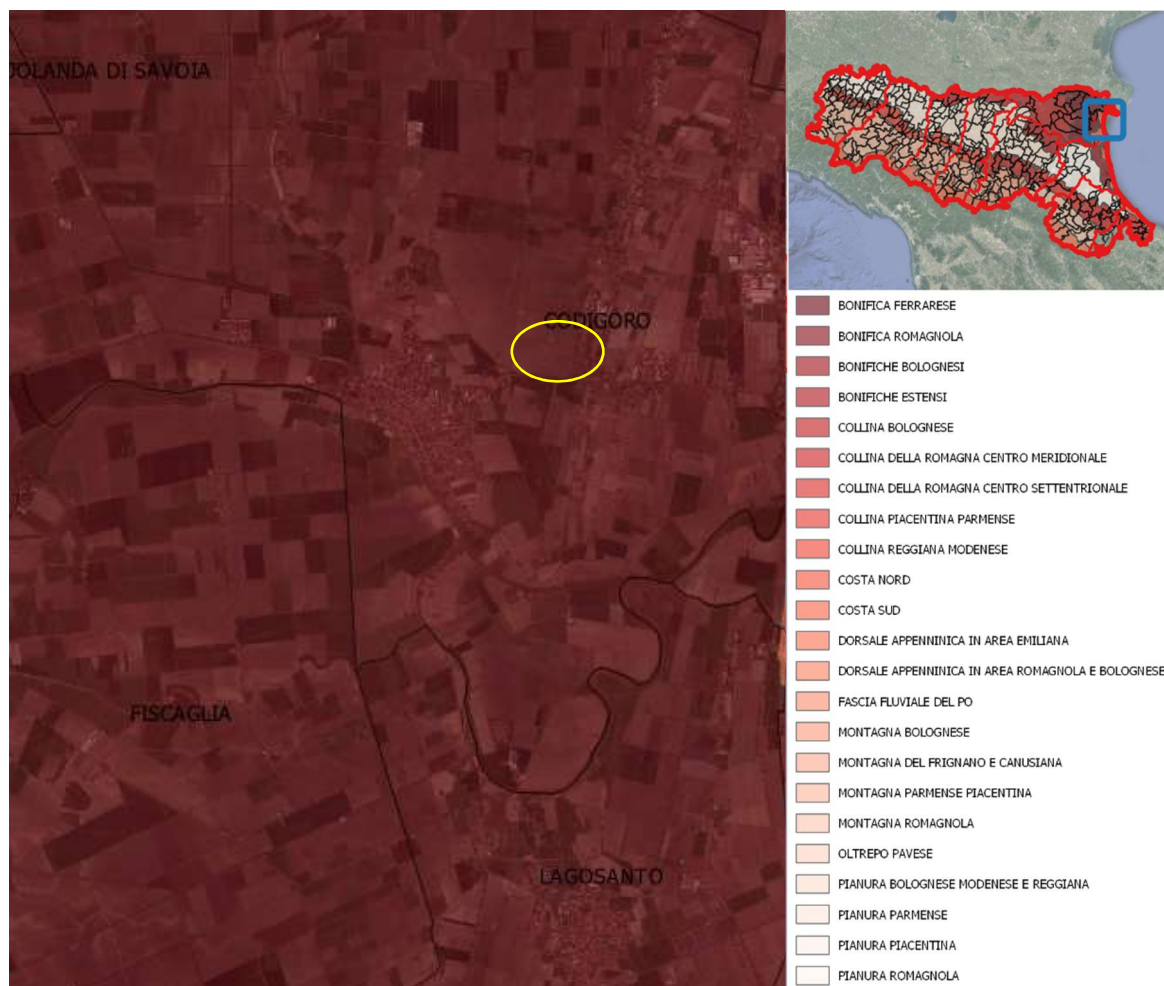 JOLANDA DI SAVOIA
CODIGORO
FISCAGLIA
LAGOSANTO
BONIFICA FERRARESE
BONIFICA ROMAGNOLA
BONIFICHE BOLOGNESI
BONIFICHE ESTENSI
COLLINA BOLOGNESE
COLLINA DELLA ROMAGNA CENTRO MERIDIONALE
COLLINA DELLA ROMAGNA CENTRO SETTENTRIONALE
COLLINA PIACENTINA PARMENSE
COLLINA REGGIANA MODENESE
COSTA NORD
COSTA SUD
DORSALE APPENNINICA IN AREA EMILIANA
DORSALE APPENNINICA IN AREA ROMAGNOLA E BOLOGNESE
FASCIA FLUVIALE DEL PO
MONTAGNA BOLOGNESE
MONTAGNA DEL FRIGNANO E CANUSIANA
MONTAGNA PARMENSE PIACENTINA
MONTAGNA ROMAGNOLA
OLTREPO PAVESE
PIANURA BOLOGNESE MODENESE E REGGIANA
PIANURA PARMENSE
PIANURA PIACENTINA
PIANURA ROMAGNOLA